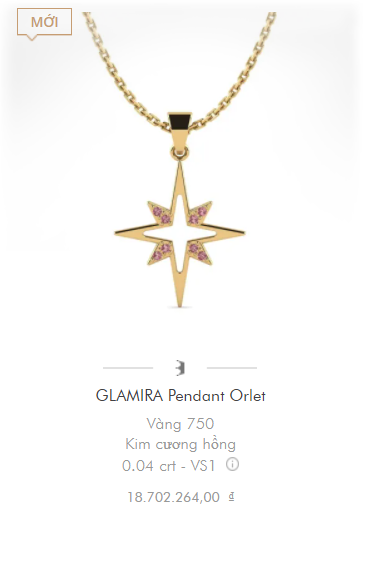 MỚI
GLAMIRA Pendant Orlet
Vàng 750
Kim cương hồng
0.04 crt - VS1
18.702.264,00 ₫